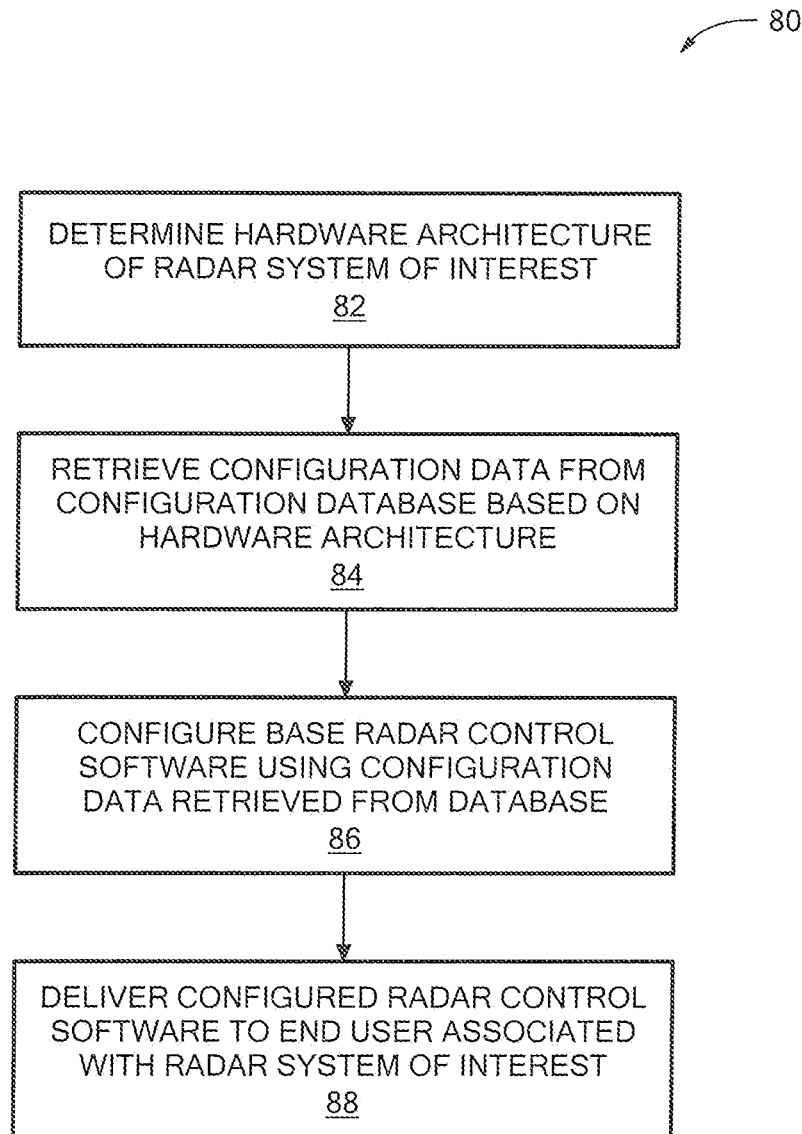 80
DETERMINE HARDWARE ARCHITECTURE
OF RADAR SYSTEM OF INTEREST
82
RETRIEVE CONFIGURATION DATA FROM
CONFIGURATION DATABASE BASED ON
HARDWARE ARCHITECTURE
84
CONFIGURE BASE RADAR CONTROL
SOFTWARE USING CONFIGURATION
DATA RETRIEVED FROM DATABASE
86
DELIVER CONFIGURED RADAR CONTROL
SOFTWARE TO END USER ASSOCIATED
WITH RADAR SYSTEM OF INTEREST
88